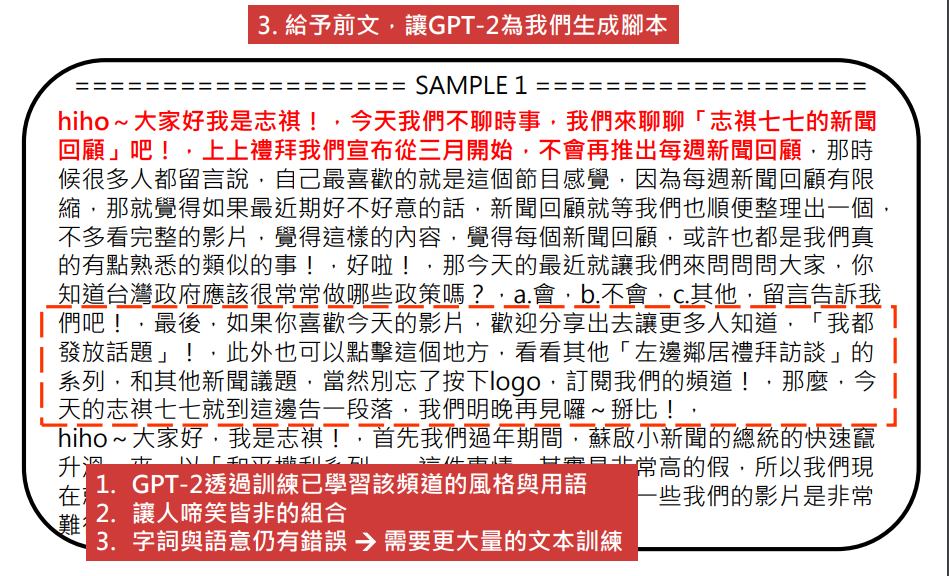 3. 給予前文，讓GPT-2為我們生成腳本
==================== SAMPLE 1 ====================
hiho～大家好我是志祺！，今天我們不聊時事，我們來聊聊「志祺七七的新聞
回顧」吧！，上上禮拜我們宣布從三月開始，不會再推出每週新聞回顧，那時
候很多人都留言說，自己最喜歡的就是這個節目感覺，因為每週新聞回顧有限
縮，那就覺得如果最近期好不好意的話，新聞回顧就等我們也順便整理出一個，
不多看完整的影片，覺得這樣的內容，覺得每個新聞回顧，或許也都是我們真
的有點熟悉的類似的事！，好啦！，那今天的最近就讓我們來問問問大家，你
知道台灣政府應該很常常做哪些政策嗎？，a.會，b.不會，c.其他，留言告訴我
們吧！，最後，如果你喜歡今天的影片，歡迎分享出去讓更多人知道，「我都
發放話題」！，此外也可以點擊這個地方，看看其他「左邊鄰居禮拜訪談」的
系列，和其他新聞議題，當然別忘了按下logo，訂閱我們的頻道！，那麼，今
天的志祺七七就到這邊告一段落，我們明晚再見囉～掰比！，
hiho～大家好，我是志祺！，首先我們過年期間，蘇啟小新聞的總統的快速竄
所以我們現
在
一些我們的影片是非常
難
1. GPT-2透過訓練已學習該頻道的風格與用語
2. 讓人啼笑皆非的組合
3. 字詞與語意仍有錯誤 → 需要更大量的文本訓練